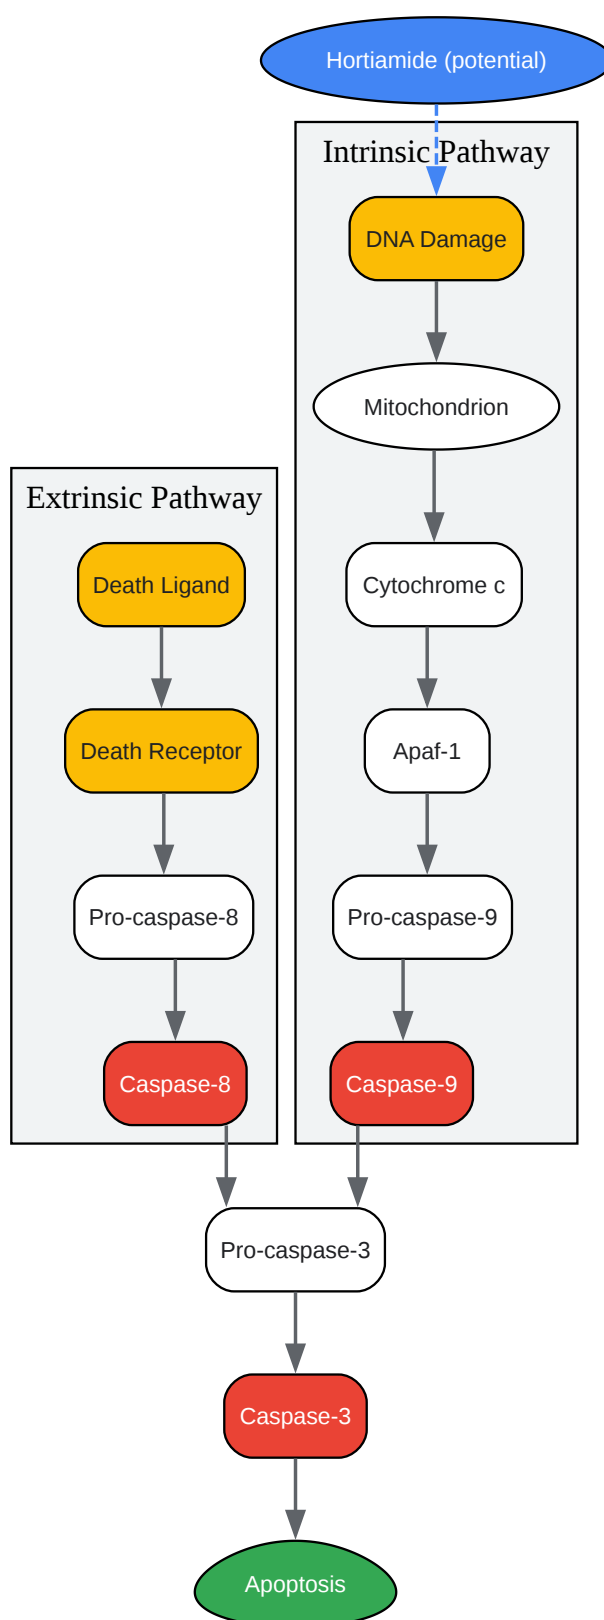 Hortiamide (potential)
Intrinsic Pathway
DNA Damage
Mitochondrion
Extrinsic Pathway
Death Ligand
Cytochrome c
Death Receptor
Apaf-1
Pro-caspase-8
Pro-caspase-9
Caspase-8
Caspase-9
Pro-caspase-3
Caspase-3
Apoptosis